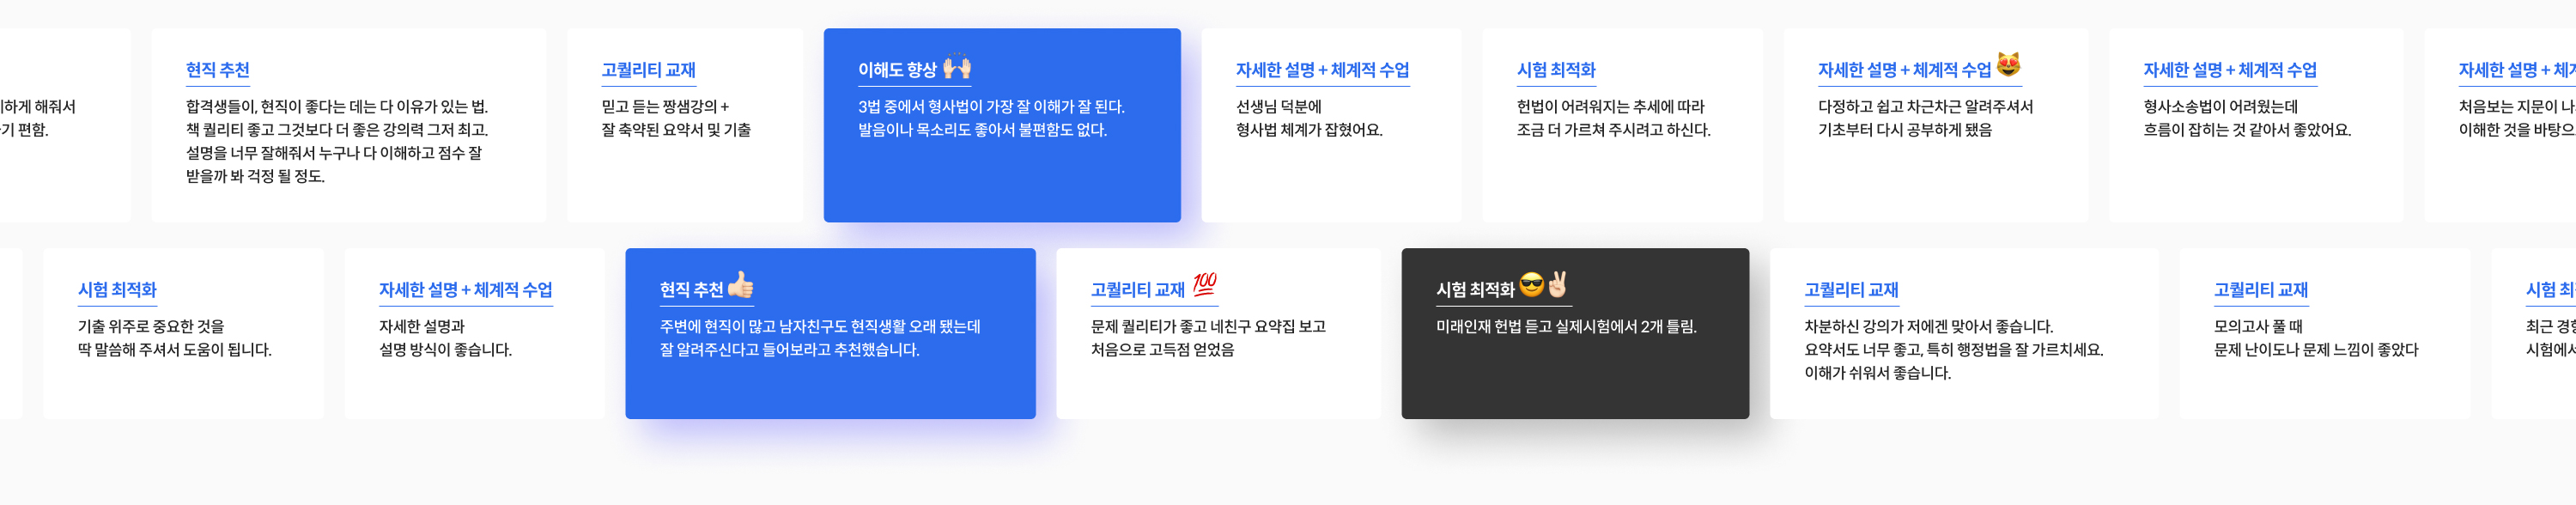 하게 해줘서
기 편함.
현직 추천
합격생들이, 현직이 좋다는 데는 다 이유가 있는 법.
책 퀄리티 좋고 그것보다 더 좋은 강의력 그저 최고.
설명을 너무 잘해줘서 누구나 다 이해하고 점수 잘
받을까 봐 걱정 될 정도.
고퀄리티 교재
믿고 듣는 짱샘강의 +
잘 축약된 요약서 및 기출
이해도 향상 🙌🏻
3법 중에서 형사법이 가장 잘 이해가 잘 된다.
발음이나 목소리도 좋아서 불편함도 없다.
자세한 설명 + 체계적 수업
선생님 덕분에
형사법 체계가 잡혔어요.
시험 최적화
헌법이 어려워지는 추세에 따라
조금 더 가르쳐 주시려고 하신다.
자세한 설명 + 체계적 수업 😻
다정하고 쉽고 차근차근 알려주셔서
기초부터 다시 공부하게 됐음
자세한 설명 + 체계적 수업
형사소송법이 어려웠는데
흐름이 잡히는 것 같아서 좋았어요.
자세한 설명 + 체
처음보는 지문이 나
이해한 것을 바탕으
시험 최적화
기출 위주로 중요한 것을
딱 말씀해 주셔서 도움이 됩니다.
자세한 설명 + 체계적 수업
자세한 설명과
설명 방식이 좋습니다.
현직 추천 👍🏻
주변에 현직이 많고 남자친구도 현직생활 오래 됐는데
잘 알려주신다고 들어보라고 추천했습니다.
고퀄리티 교재 💯
문제 퀄리티가 좋고 네친구 요약집 보고
처음으로 고득점 얻었음
시험 최적화 😎✌🏻
미래인재 헌법 듣고 실제시험에서 2개 틀림.
고퀄리티 교재
차분하신 강의가 저에겐 맞아서 좋습니다.
요약서도 너무 좋고, 특히 행정법을 잘 가르치세요.
이해가 쉬워서 좋습니다.
고퀄리티 교재
모의고사 풀 때
문제 난이도나 문제 느낌이 좋았다
시험 최
최근 경
시험에서